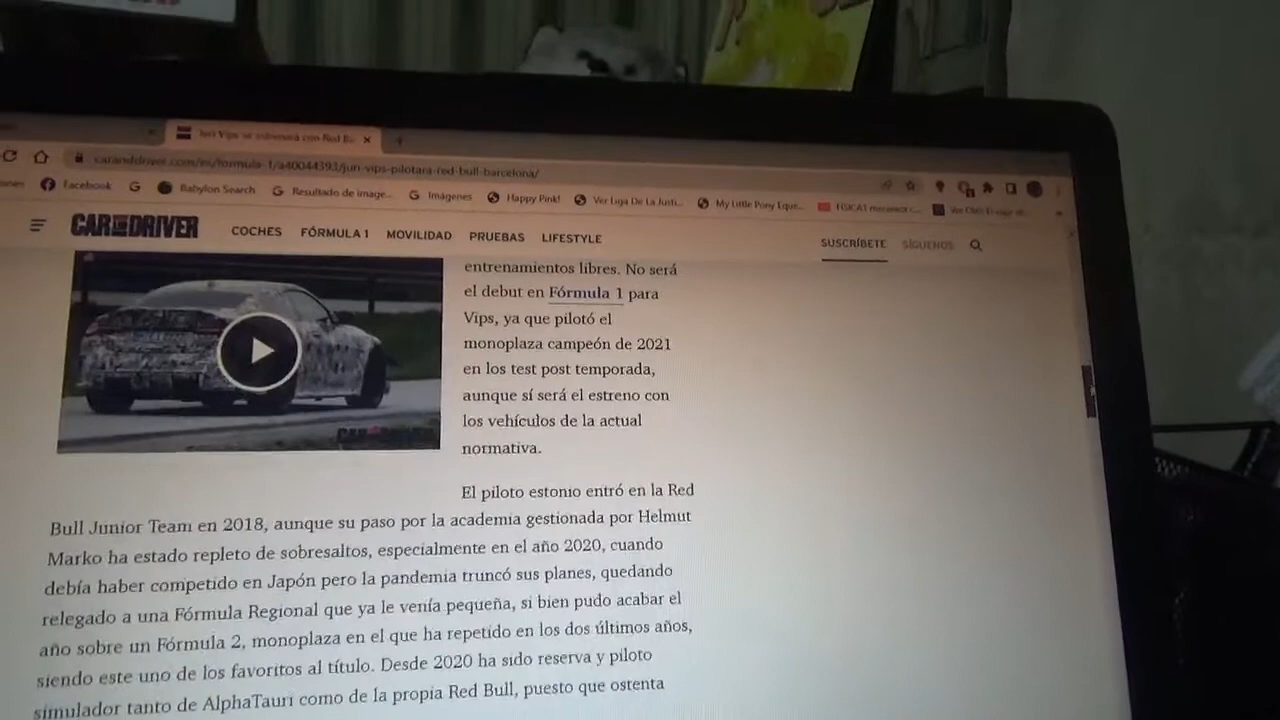 Juri Vips se estrenará con Red Bu
caranddriver.com/es/formula-1/a40044393/juri-vips-pilotara-red-bull-barcelona/
Facebook
Babylon Search
Resultado de image...
Imágenes
Happy Pink!
Ver Liga De La Justi...
My Little Pony Eque...
CAR AND DRIVER
COCHES FÓRMULA 1 MOVILIDAD PRUEBAS LIFESTYLE
SUSCRÍBETE SÍGUENOS
entrenamientos libres. No será
el debut en Fórmula 1 para
Vips, ya que pilotó el
monoplaza campeón de 2021
en los test post temporada,
aunque sí será el estreno con
los vehículos de la actual
normativa.
El piloto estonio entró en la Red
Bull Junior Team en 2018, aunque su paso por la academia gestionada por Helmut
Marko ha estado repleto de sobresaltos, especialmente en el año 2020, cuando
debía haber competido en Japón pero la pandemia truncó sus planes, quedando
relegado a una Fórmula Regional que ya le venía pequeña, si bien pudo acabar el
año sobre un Fórmula 2, monoplaza en el que ha repetido en los dos últimos años,
siendo este uno de los favoritos al título. Desde 2020 ha sido reserva y piloto
simulador tanto de AlphaTauri como de la propia Red Bull, puesto que ostenta